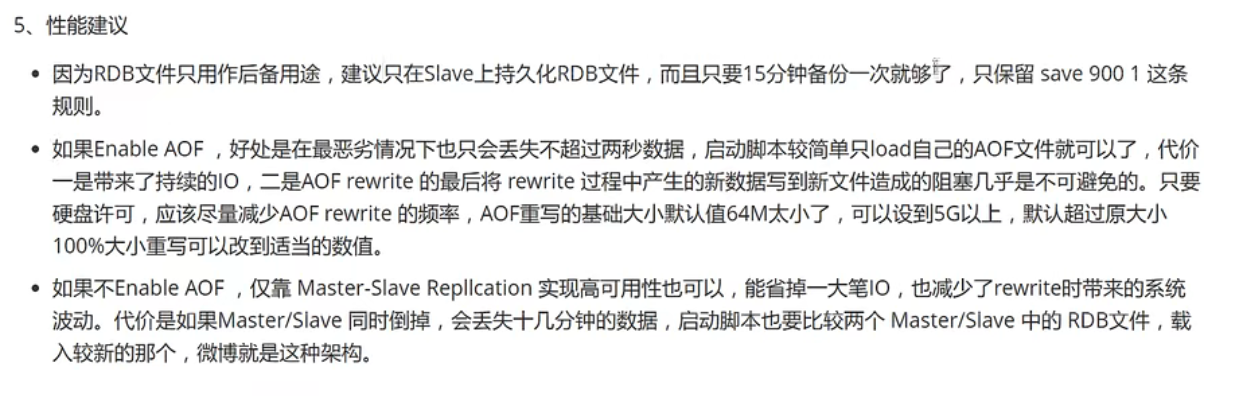 5、性能建议
因为RDB文件只用作后备用途，建议只在Slave上持久化RDB文件，而且只要15分钟备份一次就够了，只保留 save 900 1 这条
规则。
如果Enable AOF ，好处是在最恶劣情况下也只会丢失不超过两秒数据，启动脚本较简单只load自己的AOF文件就可以了，代价
一是带来了持续的IO，二是AOF rewrite 的最后将 rewrite 过程中产生的新数据写到新文件造成的阻塞几乎是不可避免的。只要
硬盘许可，应该尽量减少AOF rewrite 的频率，AOF重写的基础大小默认值64M太小了，可以设到5G以上，默认超过原大小
100%大小重写可以改到适当的数值。
如果不Enable AOF ，仅靠 Master-Slave Repllcation 实现高可用性也可以，能省掉一大笔IO，也减少了rewrite时带来的系统
波动。代价是如果Master/Slave 同时倒掉，会丢失十几分钟的数据，启动脚本也要比较两个 Master/Slave 中的 RDB文件，载
入较新的那个，微博就是这种架构。